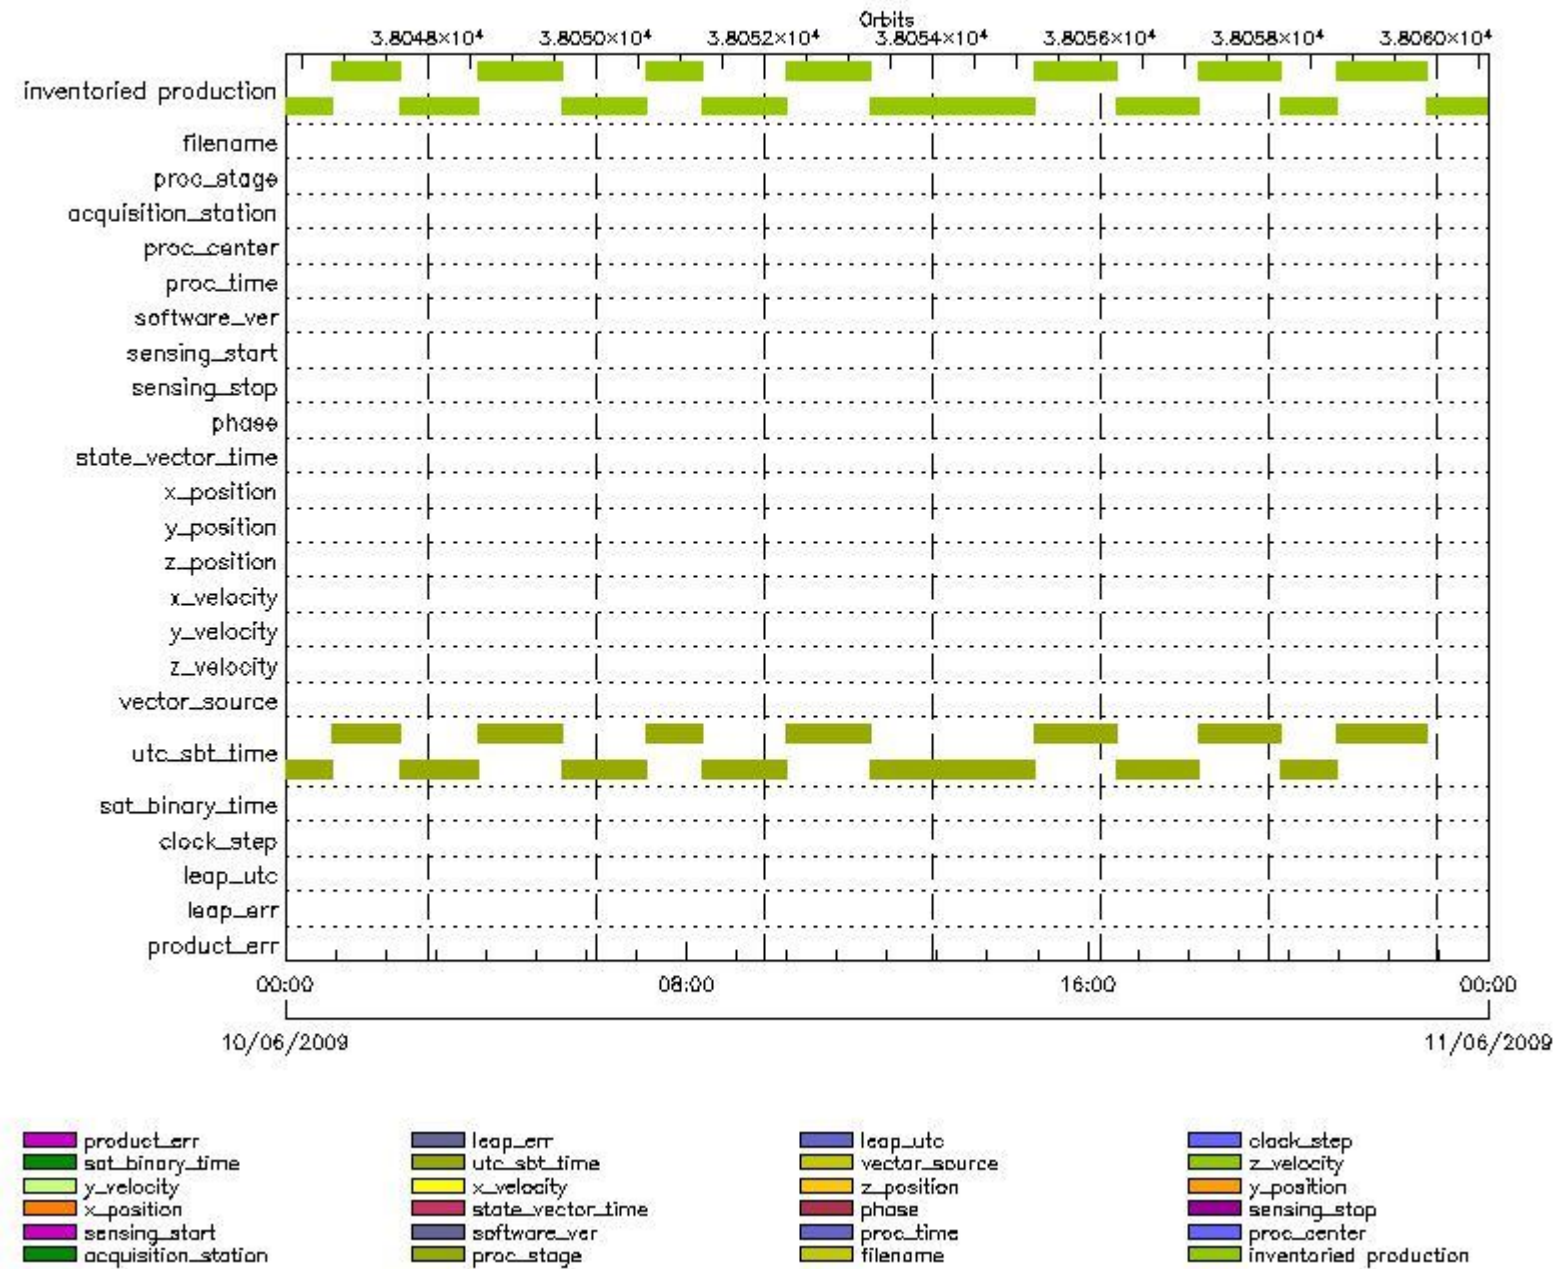 Orbits
3.8048×10⁴ 3.8050×10⁴ 3.8052×10⁴ 3.8054×10⁴ 3.8056×10⁴ 3.8058×10⁴ 3.8060×10⁴
inventoried production
filename
proc_stage
acquisition_station
proc_center
proc_time
software_ver
sensing_start
sensing_stop
phase
state_vector_time
x_position
y_position
z_position
x_velocity
y_velocity
z_velocity
vector_source
utc_sbt_time
sat_binary_time
clock_step
leap_utc
leap_err
product_err
00:00 08:00 16:00 00:00
10/06/2009 11/06/2009
product_err leap_err leap_utc clock_step
sat_binary_time utc_sbt_time vector_source z_velocity
y_velocity x_velocity z_position y_position
x_position state_vector_time phase sensing_stop
sensing_start software_ver proc_time proc_center
acquisition_station proc_stage filename inventoried production